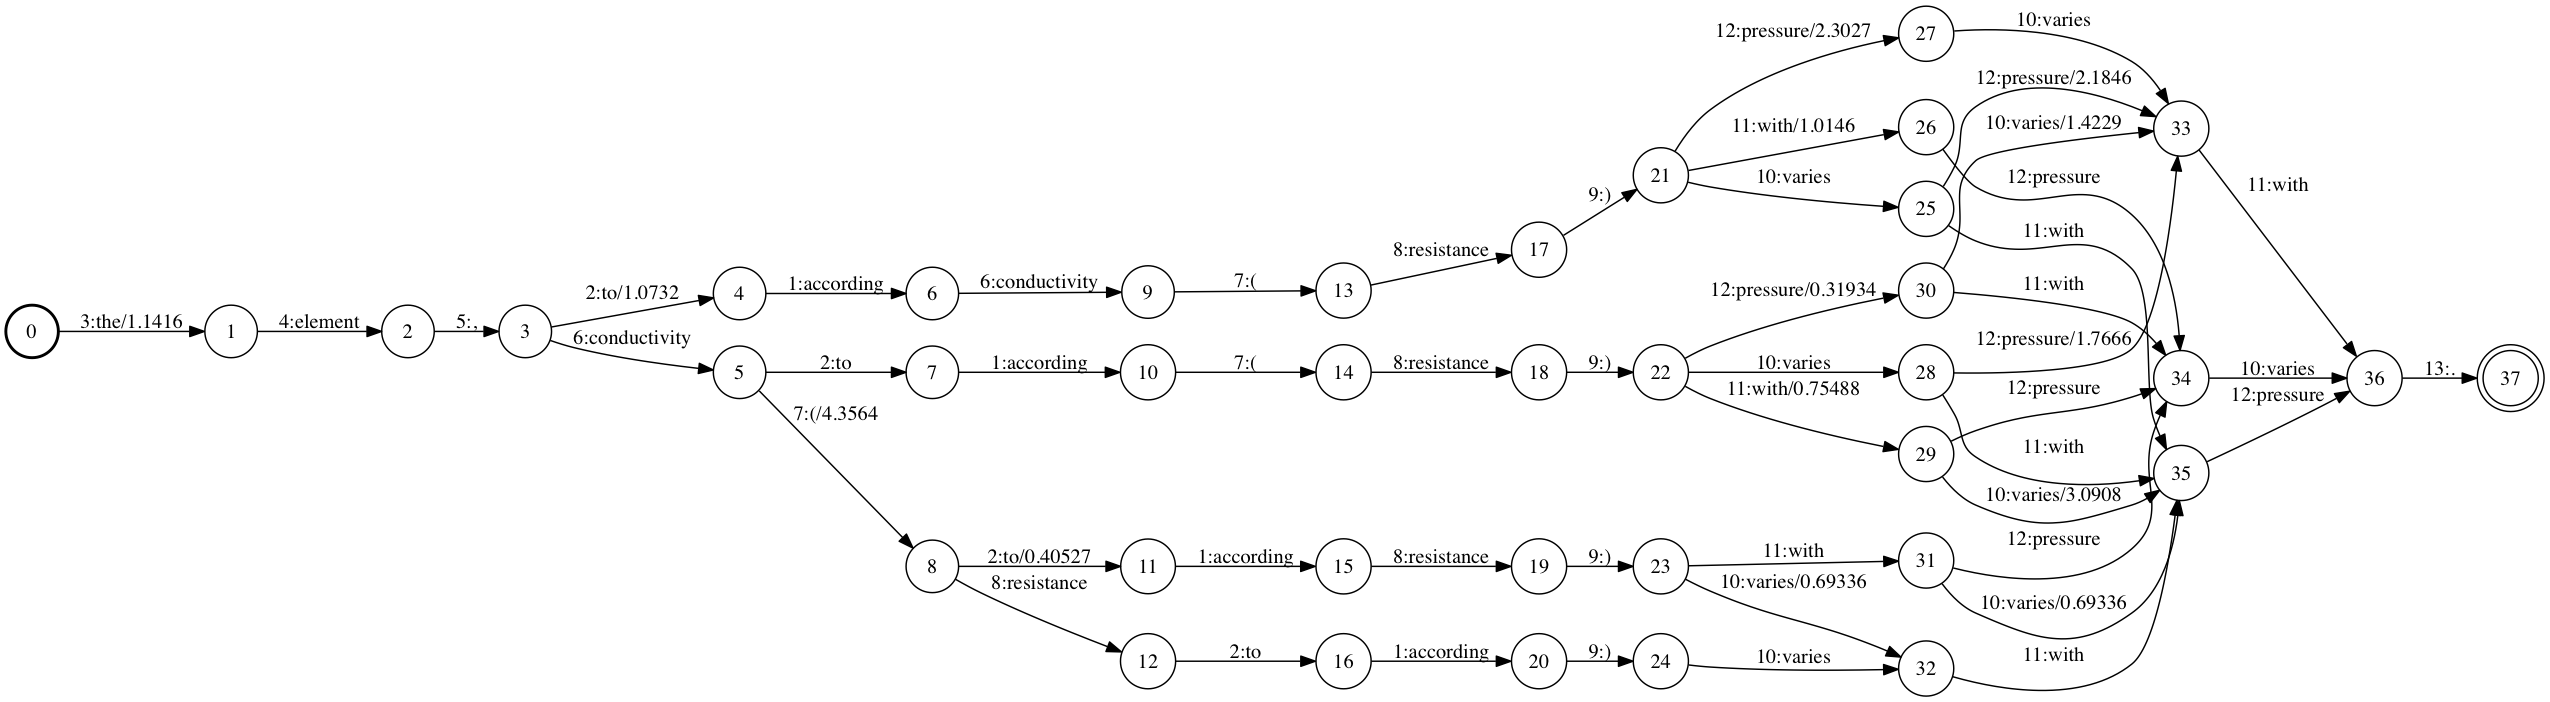 12:pressure/2.3027
27
10:varies
12:pressure/2.1846
11:with/1.0146
26
10:varies/1.4229
33
21
10:varies
12:pressure
11:with
9:)
25
11:with
8:resistance
17
2:to/1.0732
4
1:according
6
6:conductivity
9
7:(
13
12:pressure/0.31934
30
11:with
0
3:the/1.1416
1
4:element
2
5:,
3
6:conductivity
5
2:to
7
1:according
10
7:(
14
8:resistance
18
9:)
22
10:varies
28
12:pressure/1.7666
11:with/0.75488
12:pressure
34
10:varies
36
13:.
37
12:pressure
7:(/4.3564
29
11:with
35
10:varies/3.0908
12:pressure
8
2:to/0.40527
11
1:according
15
8:resistance
19
9:)
23
11:with
31
8:resistance
10:varies/0.69336
10:varies/0.69336
12
2:to
16
1:according
20
9:)
24
10:varies
32
11:with